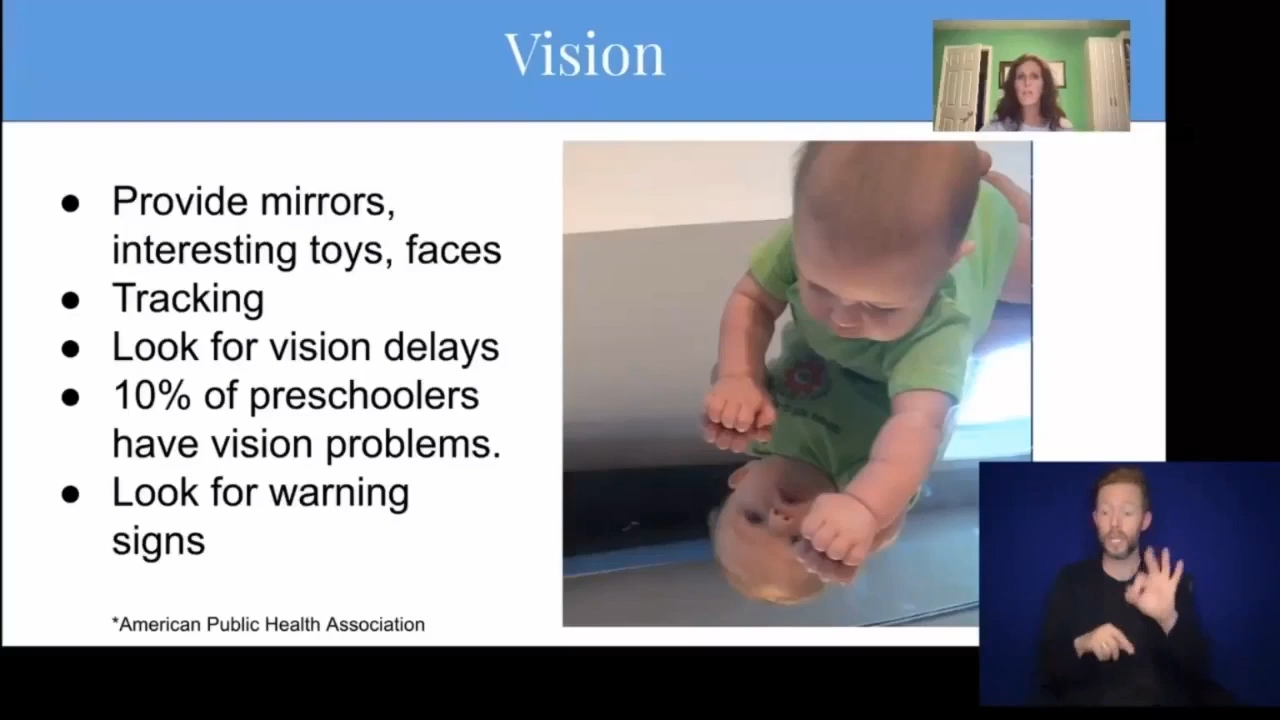 Vision
● Provide mirrors,
interesting toys, faces
● Tracking
● Look for vision delays
● 10% of preschoolers
have vision problems.
● Look for warning
signs
*American Public Health Association